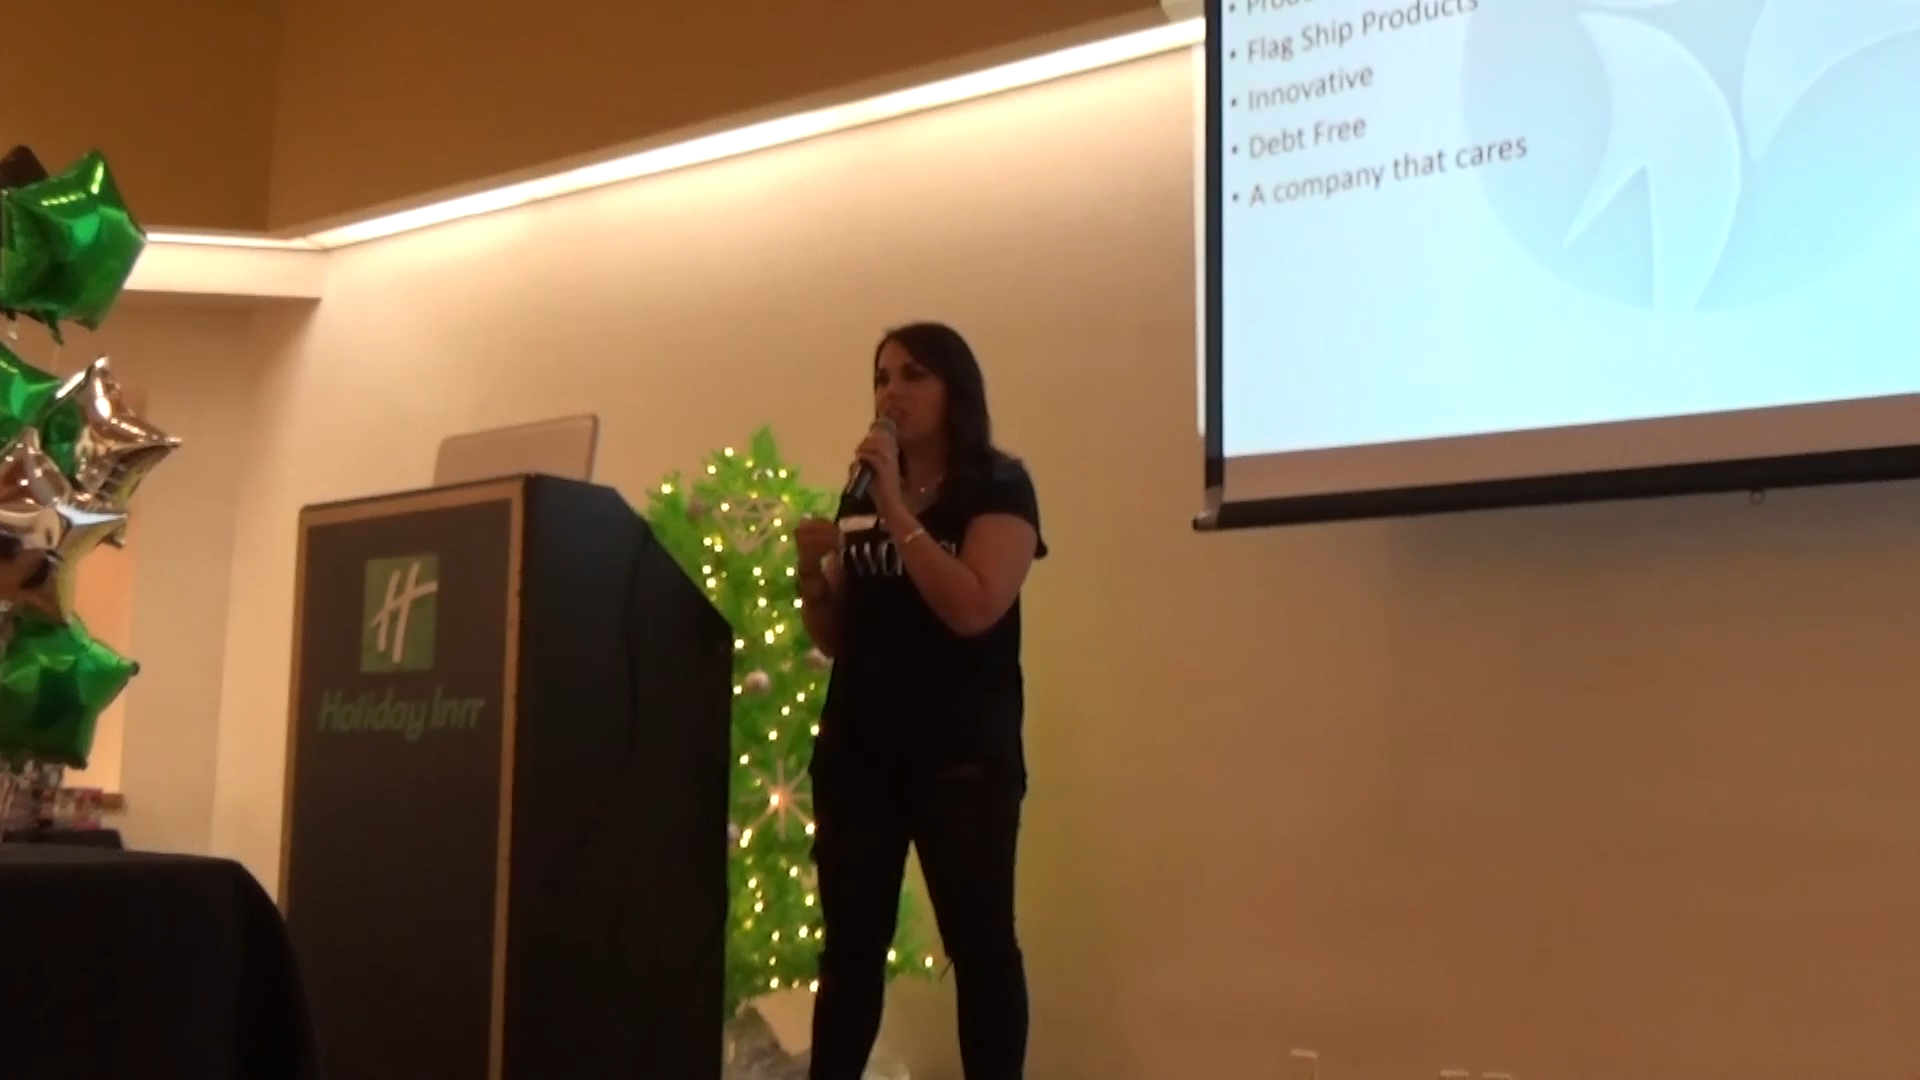 • Flag Ship Products
• Innovative
• Debt Free
• A company that cares
H
Holiday Inn